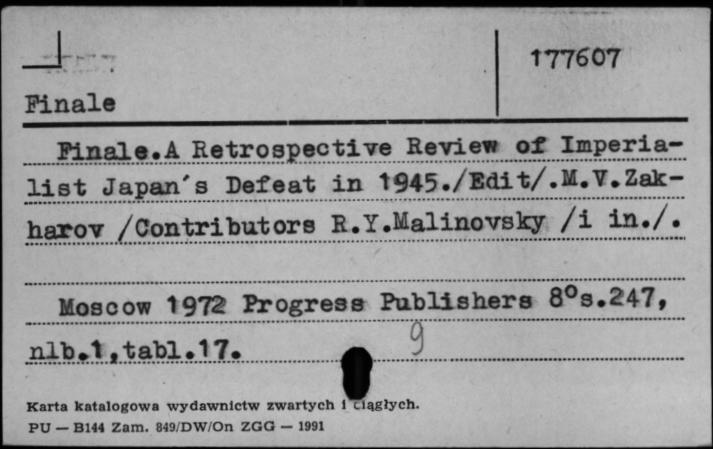 177607
Finale
Finale.A Retrospective Review of Imperia-
list Japan's Defeat in 1945./Edit/.M.V.Zak-
harov /Contributors R.Y.Malinovsky /i in./.
Moscow 1972 Progress Publishers 8°s.247,
nlb.1,tabl.17.
9
Karta katalogowa wydawnictw zwartych i ciągłych.
PU — B144 Zam. 849/DW/On ZGG — 1991